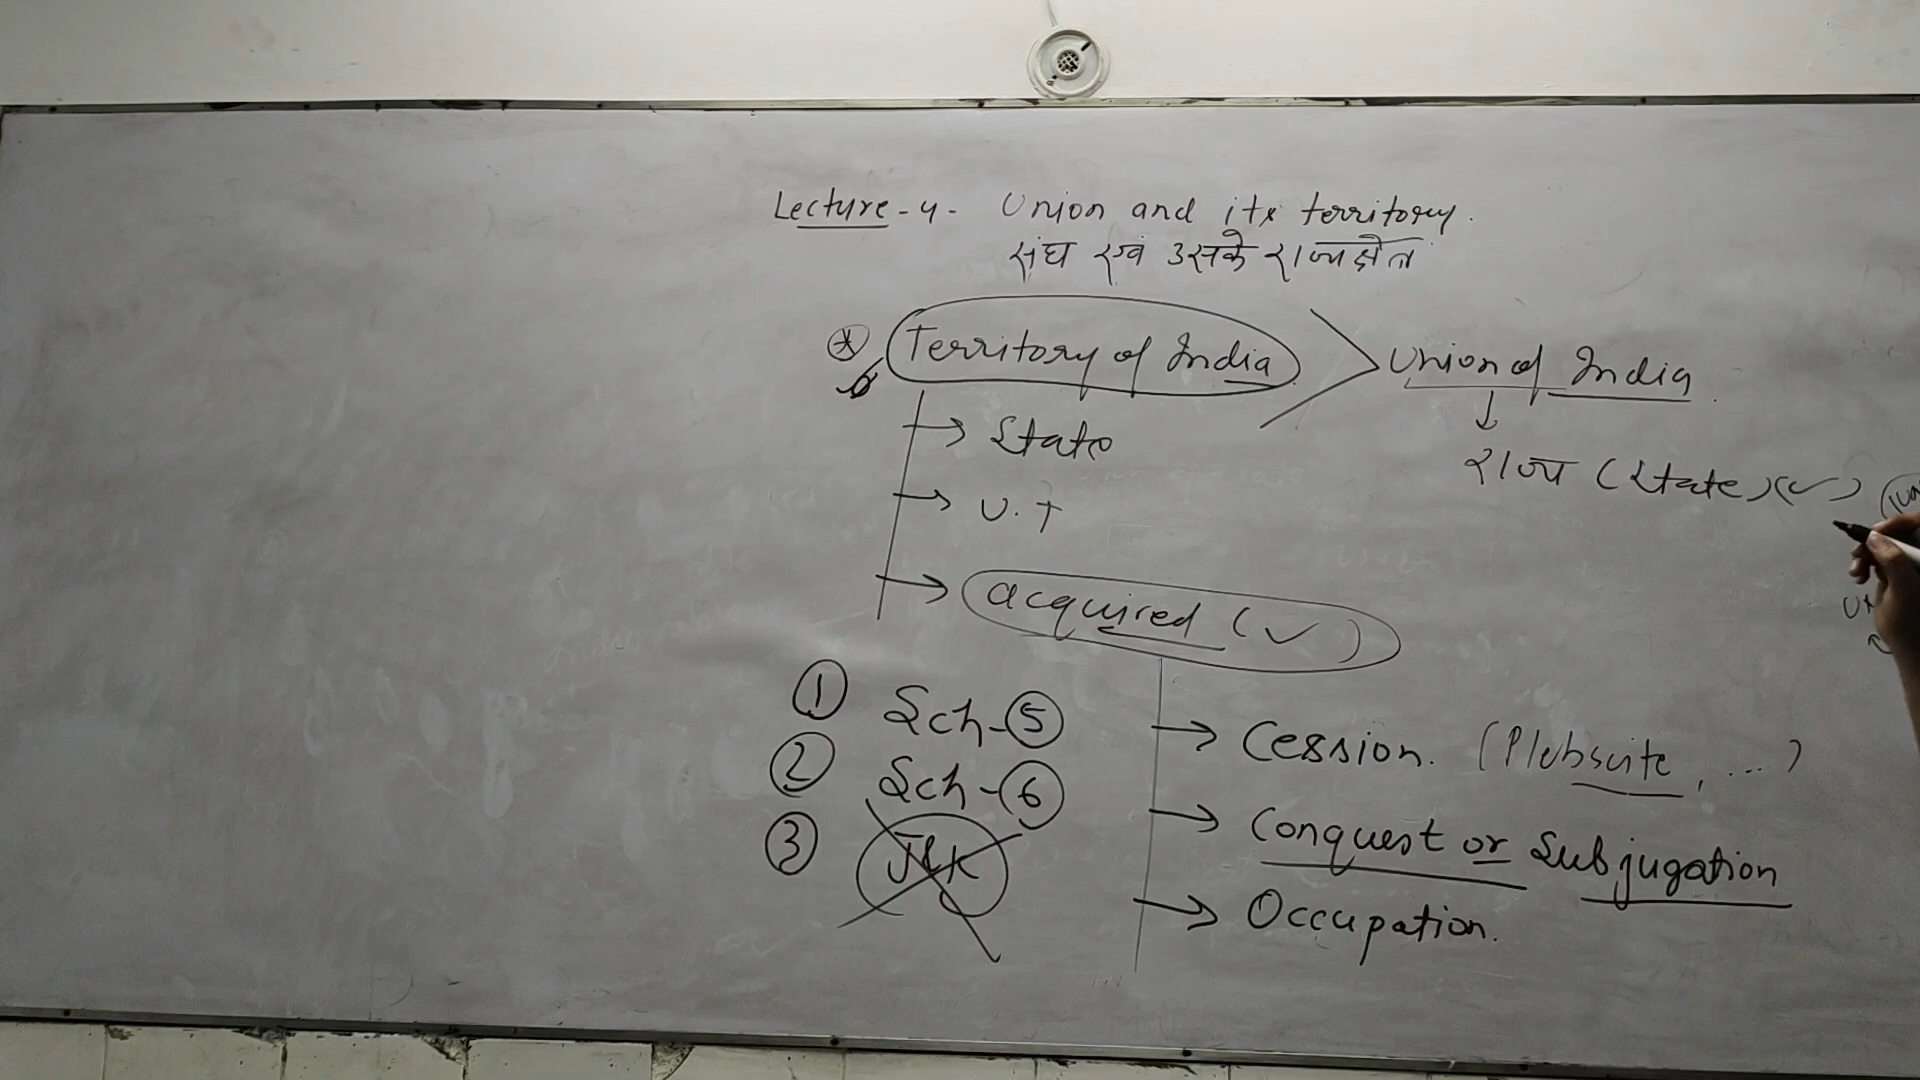 Lecture-4- Union and its territory.
संघ एवं उसके राज्यक्षेत्र
Territory of India > Union of India
→ State
↓
राज्य (State) (✓)
→ U.T
→ acquired (✓)
① Sch-⑤
② Sch-⑥
③ J&K
→ Cession. (Plebscite, ...)
→ Conquest or Subjugation
→ Occupation.